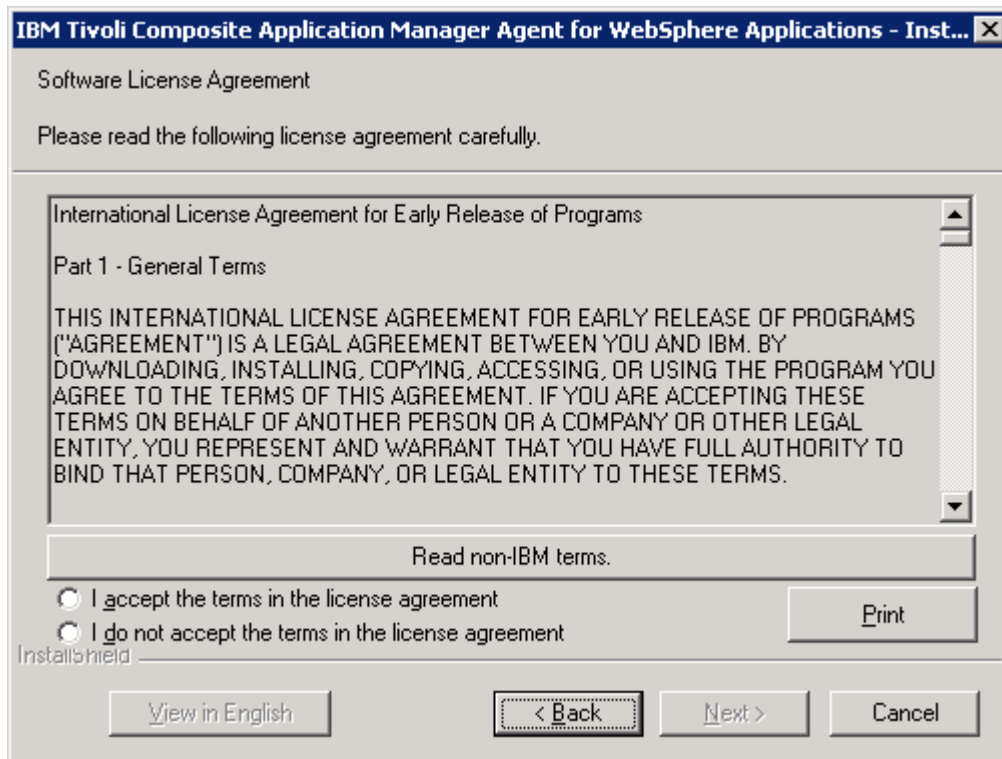 IBM Tivoli Composite Application Manager Agent for WebSphere Applications - Inst...
Software License Agreement
Please read the following license agreement carefully.
International License Agreement for Early Release of Programs
Part 1 - General Terms
THIS INTERNATIONAL LICENSE AGREEMENT FOR EARLY RELEASE OF PROGRAMS
("AGREEMENT") IS A LEGAL AGREEMENT BETWEEN YOU AND IBM. BY
DOWNLOADING, INSTALLING, COPYING, ACCESSING, OR USING THE PROGRAM YOU
AGREE TO THE TERMS OF THIS AGREEMENT. IF YOU ARE ACCEPTING THESE
TERMS ON BEHALF OF ANOTHER PERSON OR A COMPANY OR OTHER LEGAL
ENTITY, YOU REPRESENT AND WARRANT THAT YOU HAVE FULL AUTHORITY TO
BIND THAT PERSON, COMPANY, OR LEGAL ENTITY TO THESE TERMS.
Read non-IBM terms.
I accept the terms in the license agreement
Print
I do not accept the terms in the license agreement
InstallShield
View in English
< Back
Next >
Cancel